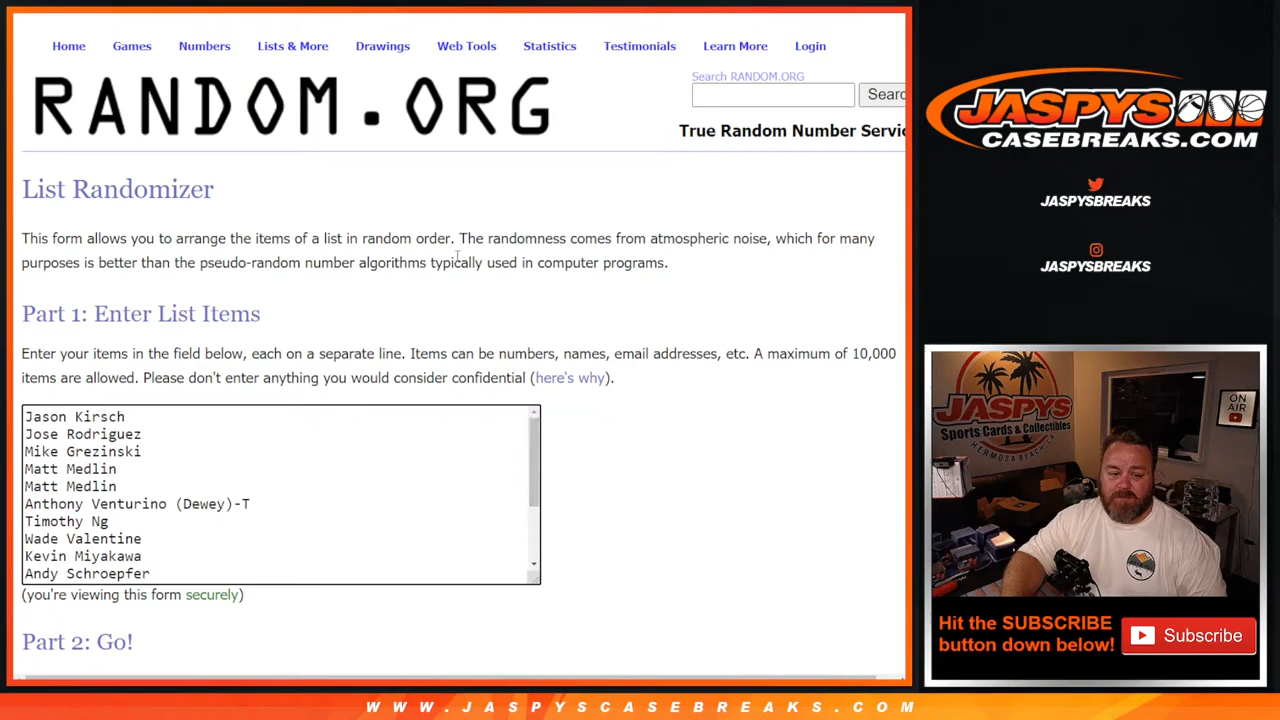 Home Games Numbers Lists & More Drawings Web Tools Statistics Testimonials Learn More Login
RANDOM.ORG
Search RANDOM.ORG
Searc
True Random Number Servic
List Randomizer
This form allows you to arrange the items of a list in random order. The randomness comes from atmospheric noise, which for many
purposes is better than the pseudo-random number algorithms typically used in computer programs.
Part 1: Enter List Items
Enter your items in the field below, each on a separate line. Items can be numbers, names, email addresses, etc. A maximum of 10,000
items are allowed. Please don't enter anything you would consider confidential (here's why).
Jason Kirsch
Jose Rodriguez
Mike Grezinski
Matt Medlin
Matt Medlin
Anthony Venturino (Dewey)-T
Timothy Ng
Wade Valentine
Kevin Miyakawa
Andy Schroepfer
(you're viewing this form securely)
Part 2: Go!
JASPYS
CASEBREAKS.COM
JASPYSBREAKS
JASPYSBREAKS
JASPYS
Sports Cards & Collectibles
HERMOSA BEACH, CA
ON
AIR
Hit the SUBSCRIBE
button down below!
Subscribe
WWW.JASPYSCASEBREAKS.COM